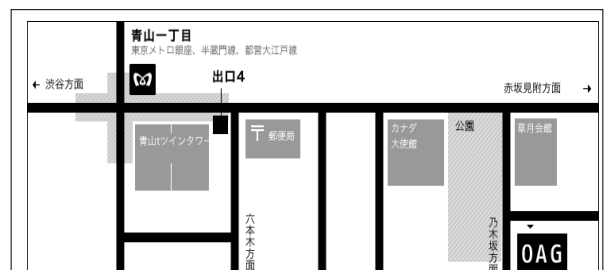 青山一丁目
東京メトロ銀座、半蔵門線、都営大江戸線
← 渋谷方面
出口4
赤坂見附方面 →
青山tツインタワー
〒 郵便局
カナダ
大使館
公園
草月会館
六本木方面
乃木坂方面
OAG